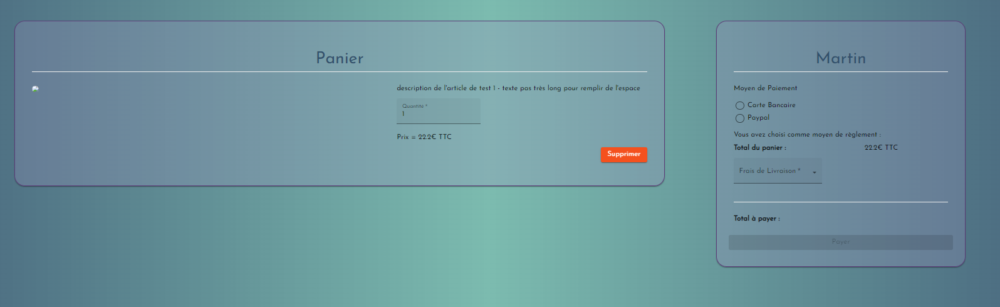 Panier
description de l'article de test 1 - texte pas très long pour remplir de l'espace
Quantité *
1
Prix = 22.2€ TTC
Supprimer
Martin
Moyen de Paiement
Carte Bancaire
Paypal
Vous avez choisi comme moyen de règlement :
Total du panier : 22.2€ TTC
Frais de Livraison *
Total à payer :
Payer